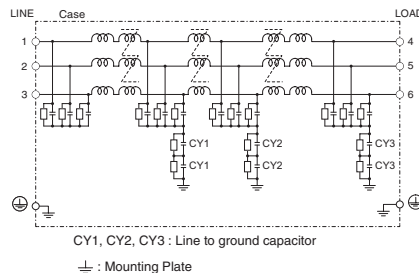 LINE Case LOAD
1 4
2 5
3 6
CY1 CY2 CY3
CY1 CY2 CY3
CY1, CY2, CY3 : Line to ground capacitor
: Mounting Plate